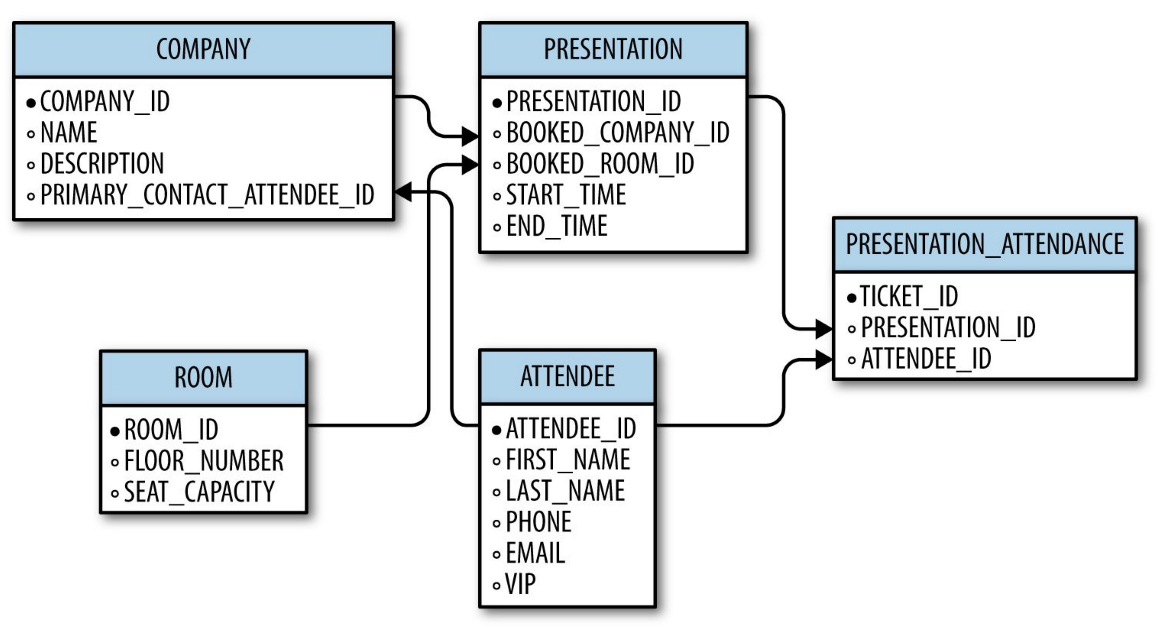 COMPANY
COMPANY_ID
NAME
DESCRIPTION
PRIMARY_CONTACT_ATTENDEE_ID
PRESENTATION
PRESENTATION_ID
BOOKED_COMPANY_ID
BOOKED_ROOM_ID
START_TIME
END_TIME
PRESENTATION_ATTENDANCE
TICKET_ID
PRESENTATION_ID
ATTENDEE_ID
ROOM
ROOM_ID
FLOOR_NUMBER
SEAT_CAPACITY
ATTENDEE
ATTENDEE_ID
FIRST_NAME
LAST_NAME
PHONE
EMAIL
VIP